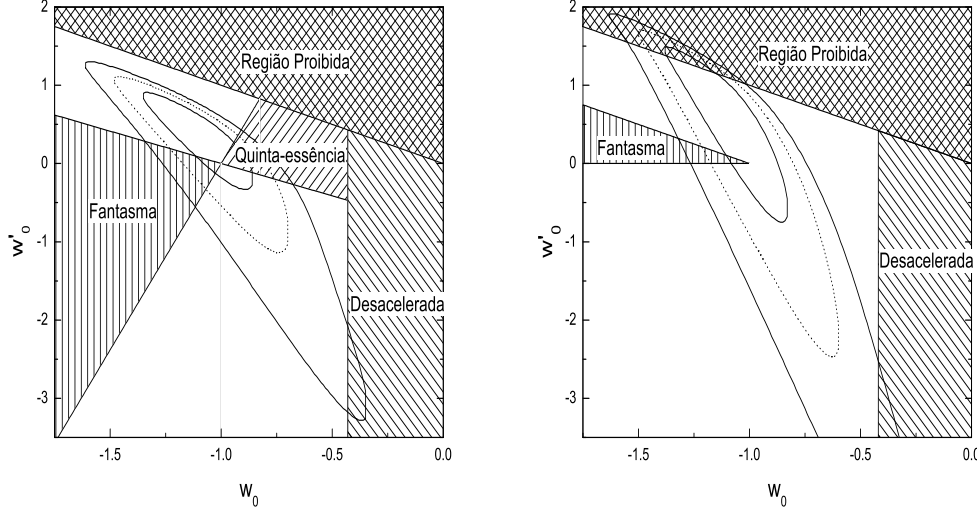 2
1
0
-1
-2
-3
w'0
-1.5
-1.0
-0.5
0.0
w0
Região Proibida
Quinta-essência
Fantasma
Desacelerada
2
1
0
-1
-2
-3
w'0
-1.5
-1.0
-0.5
0.0
w0
Região Proibida
Fantasma
Desacelerada